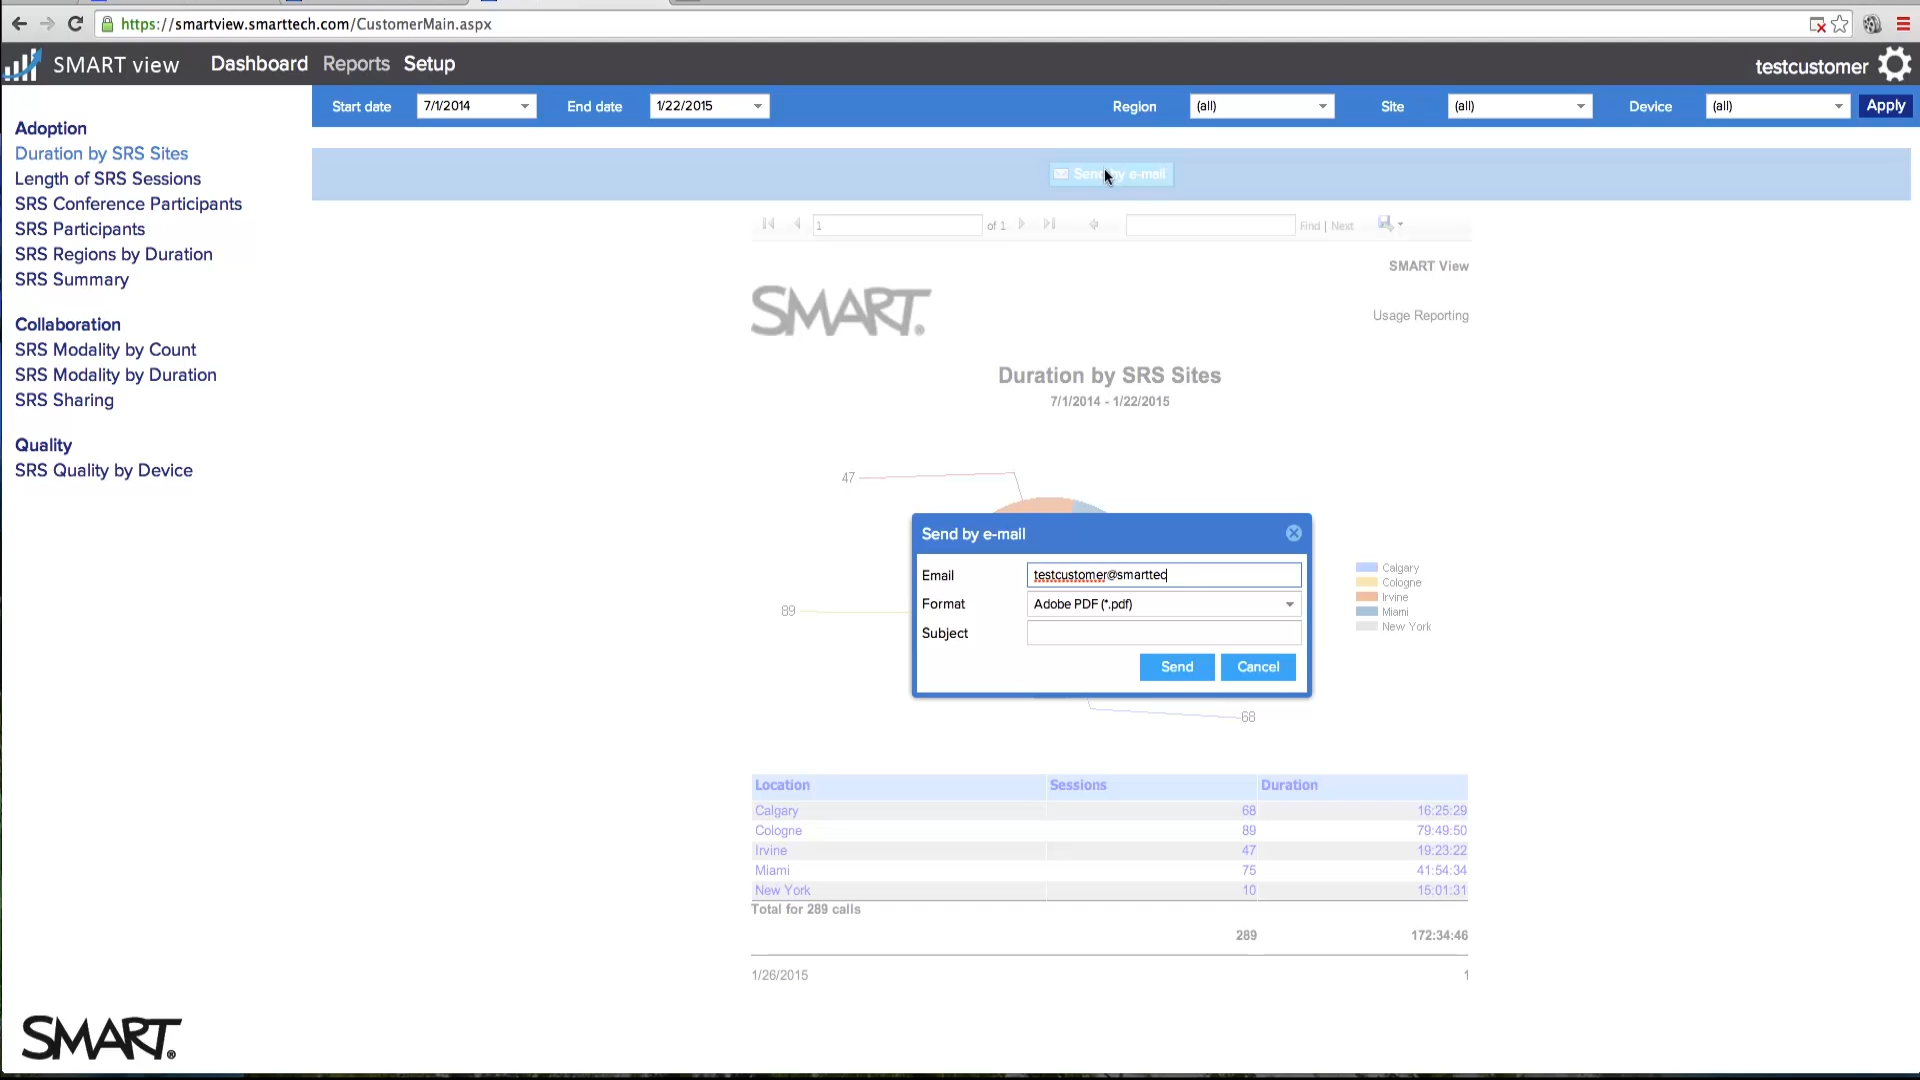 https://smartview.smarttech.com/CustomerMain.aspx
SMART view Dashboard Reports Setup testcustomer
Start date 7/1/2014 End date 1/22/2015 Region (all) Site (all) Device (all) Apply
Adoption
Duration by SRS Sites
Length of SRS Sessions
SRS Conference Participants
SRS Participants
SRS Regions by Duration
SRS Summary
Collaboration
SRS Modality by Count
SRS Modality by Duration
SRS Sharing
Quality
SRS Quality by Device
SMART
Send by e-mail
1 of 1 Find | Next
SMART View
SMART
Usage Reporting
Duration by SRS Sites
7/1/2014 - 1/22/2015
47
89
68
Calgary
Cologne
Irvine
Miami
New York
Send by e-mail
Email testcustomer@smarttec
Format Adobe PDF (*.pdf)
Subject
Send Cancel
Location Sessions Duration
Calgary 68 16:25:29
Cologne 89 79:49:50
Irvine 47 19:23:22
Miami 75 41:54:34
New York 10 15:01:31
Total for 289 calls
289 172:34:46
1/26/2015 1